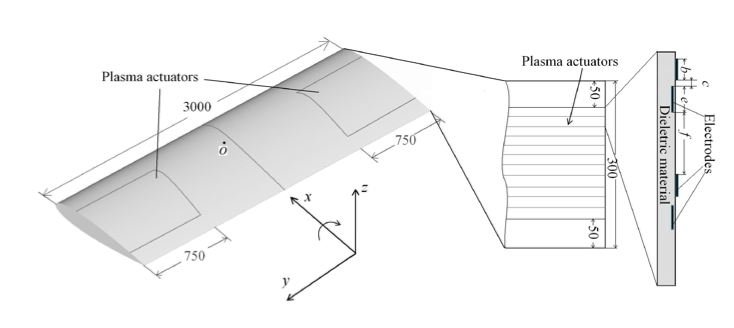 Plasma actuators
3000
o
750
750
x
z
y
Plasma actuators
50
300
50
b
c
e
f
Dieletric material
Electrodes